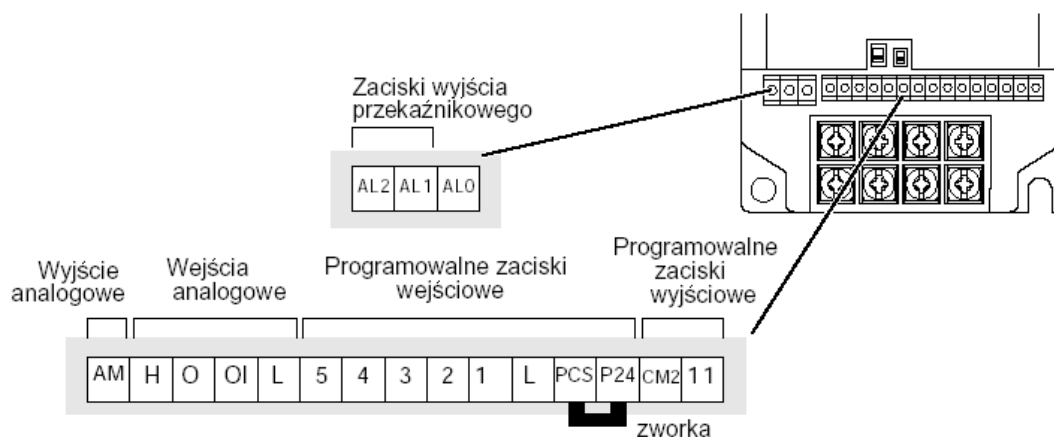 Zaciski wyjścia
przekaźnikowego
AL2 AL1 AL0
Wyjście
analogowe
Wejścia
analogowe
Programowalne zaciski
wejściowe
Programowalne
zaciski
wyjściowe
AM H O OI L 5 4 3 2 1 L PCS P24 CM2 11
zworka